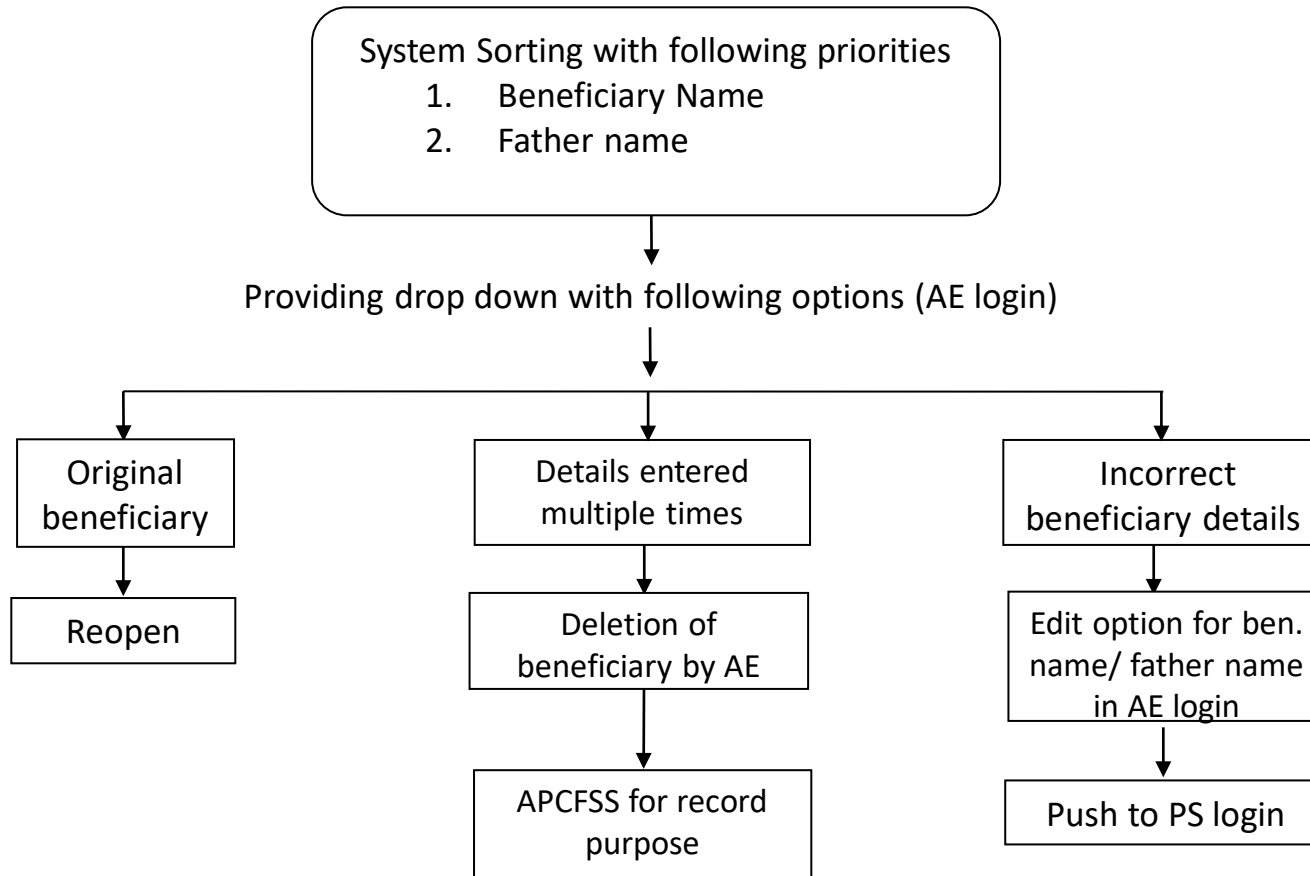 System Sorting with following priorities
1. Beneficiary Name
2. Father name
Providing drop down with following options (AE login)
Original
beneficiary
Reopen
Details entered
multiple times
Deletion of
beneficiary by AE
APCFSS for record
purpose
Incorrect
beneficiary details
Edit option for ben.
name/ father name
in AE login
Push to PS login